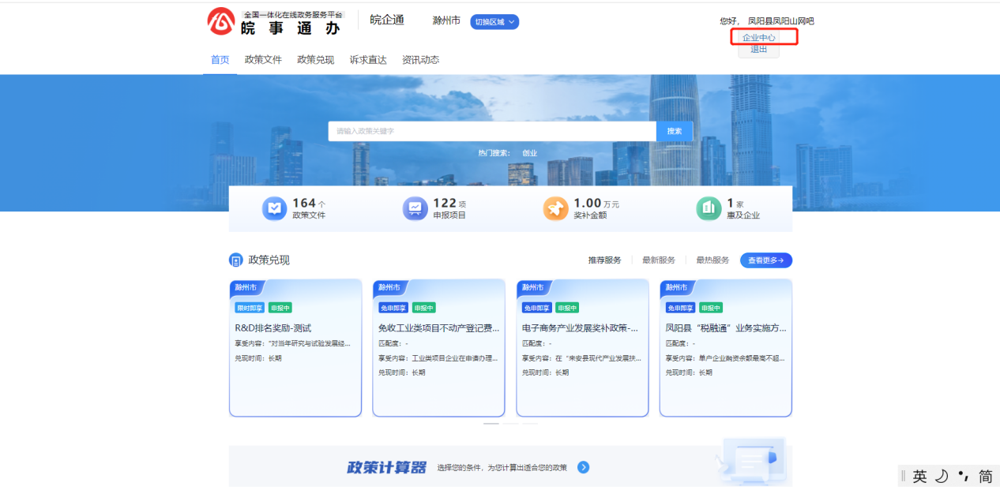 全国一体化在线政务服务平台
皖事通办
皖企通
滁州市
切换区域
您好， 凤阳县凤阳山网吧
企业中心
退出
首页 政策文件 政策兑现 诉求直达 资讯动态
请输入政策关键字
搜索
热门搜索： 创业
164个
政策文件
122项
申报项目
1.00万元
奖补金额
1家
惠及企业
政策兑现
推荐服务 最新服务 最热服务 查看更多→
滁州市
限时即享 申报中
R&D排名奖励-测试
享受内容：“对当年研究与试验发展经...
兑现时间：长期
滁州市
免申即享 申报中
免收工业类项目不动产登记费...
匹配度：-
享受内容：工业类项目企业在申请办理...
兑现时间：长期
滁州市
免申即享 申报中
电子商务产业发展奖补政策-...
匹配度：-
享受内容：在“来安县现代产业发展扶...
兑现时间：长期
滁州市
免申即享 申报中
凤阳县“税融通”业务实施方...
匹配度：-
享受内容：单户企业融资余额最高不超...
兑现时间：长期
政策计算器 选择您的条件，为您计算出适合您的政策
英 简